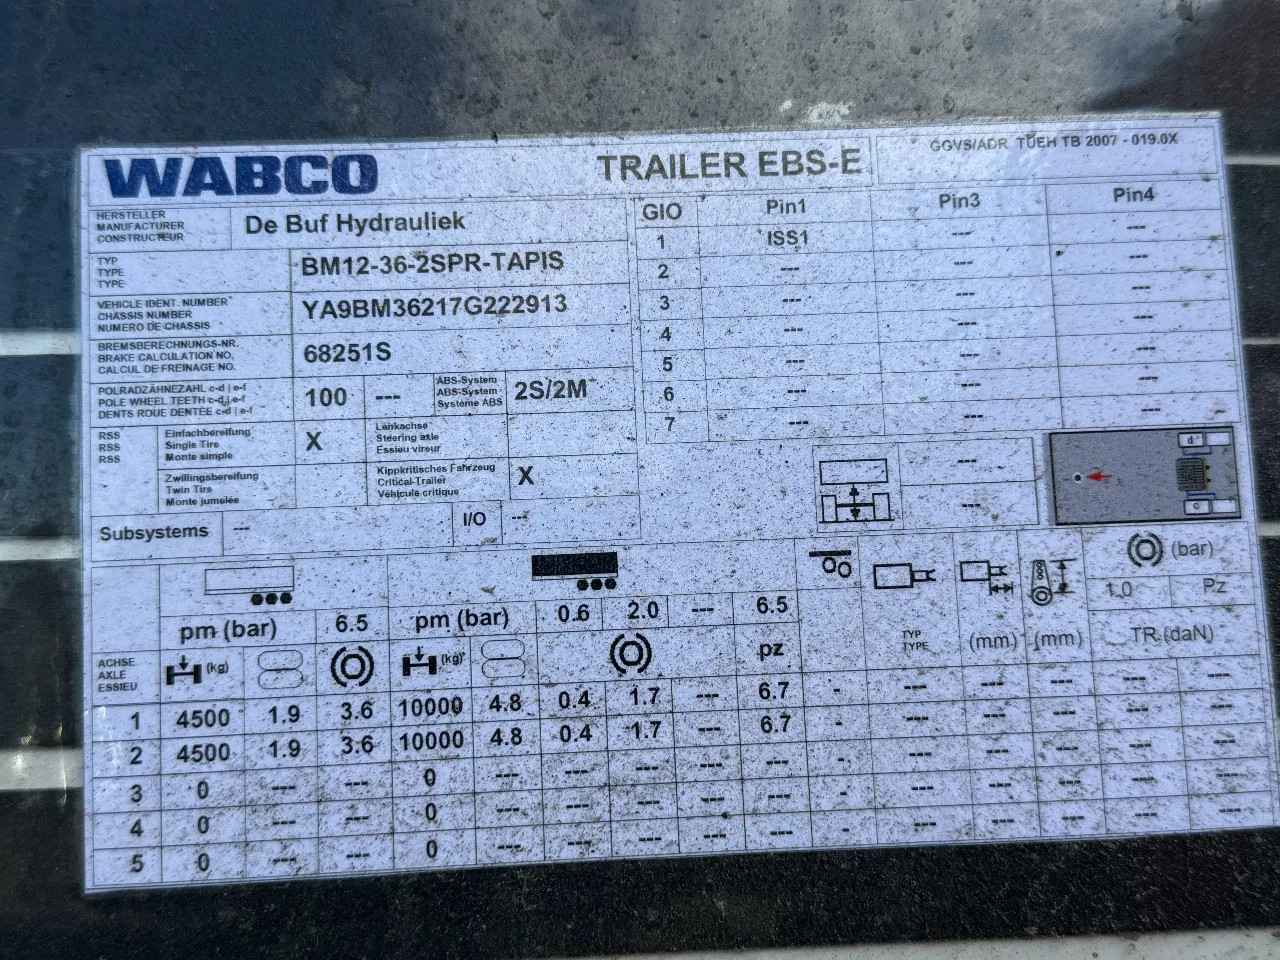 WABCO TRAILER EBS-E GGVS/ADR TUEH TB 2007 - 019.0X
HERSTELLER
MANUFACTURER
CONSTRUCTEUR
De Buf Hydrauliek
TYP
TYPE
TYPE
BM12-36-2SPR-TAPIS
VEHICLE IDENT. NUMBER
CHASSIS NUMBER
NUMERO DE CHASSIS
YA9BM36217G222913
BREMSBERECHNUNGS-NR.
BRAKE CALCULATION NO.
CALCUL DE FREINAGE NO.
68251S
POLRADZÄHNEZAHL c-d | e-f
POLE WHEEL TEETH c-d | e-f
DENTS ROUE DENTÉE c-d | e-f
100 ---
ABS-System
ABS-System
Système ABS
2S/2M
RSS
RSS
RSS
Einfachbereifung
Single Tire
Monte simple
X
Lenkachse
Steering axle
Essieu vireur
Zwillingsbereifung
Twin Tire
Monte jumelée
Kippkritisches Fahrzeug
Critical-Trailer
Véhicule critique
X
Subsystems --- I/O ---
GIO Pin1 Pin3 Pin4
1 ISS1 --- ---
2 --- --- ---
3 --- --- ---
4 --- --- ---
5 --- --- ---
6 --- --- ---
7 --- --- ---
---
---
d
c
(bar)
pm (bar) 6.5 pm (bar) 0.6 2.0 --- 6.5 1.0 Pz
ACHSE
AXLE
ESSIEU
(kg) (kg) pz
TYP
TYPE
(mm) (mm) TR (daN)
1 4500 1.9 3.6 10000 4.8 0.4 1.7 --- 6.7 - --- --- --- --- ---
2 4500 1.9 3.6 10000 4.8 0.4 1.7 --- 6.7 - --- --- --- --- ---
3 0 --- --- 0 --- --- --- --- --- - --- --- --- --- ---
4 0 --- --- 0 --- --- --- --- --- - --- --- --- --- ---
5 0 --- --- 0 --- --- --- --- --- - --- --- --- --- ---